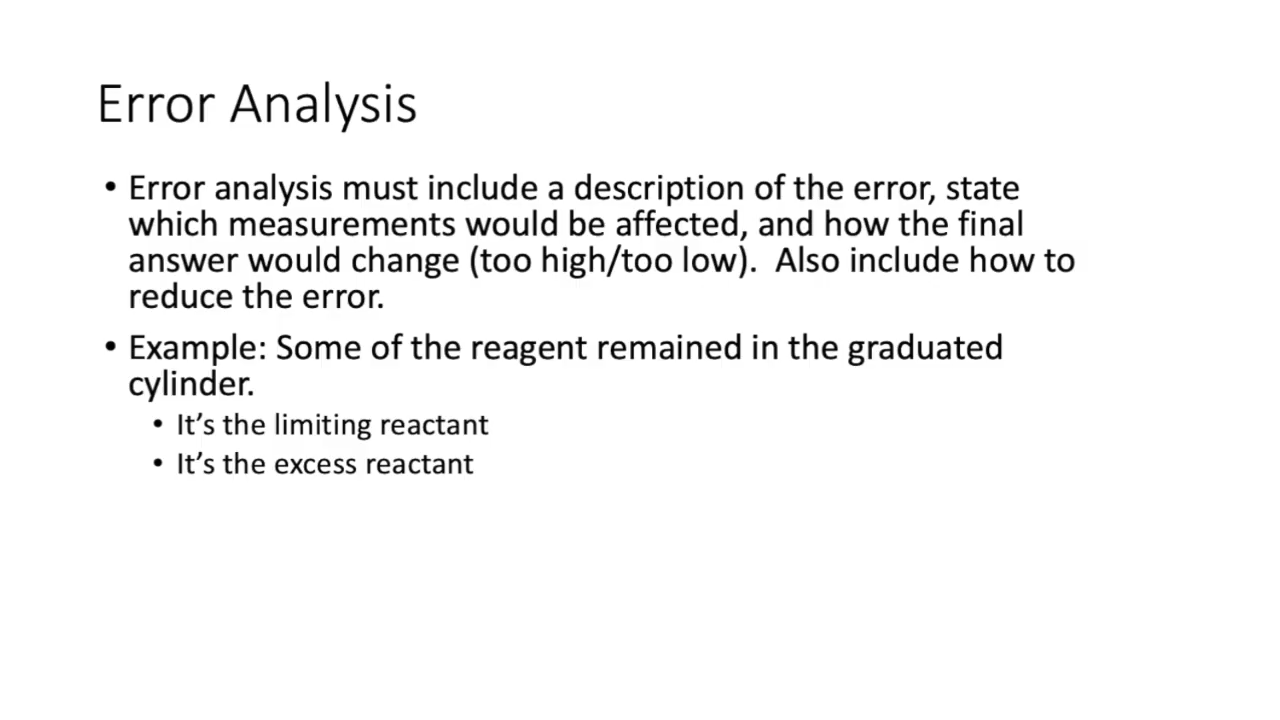 Error Analysis
• Error analysis must include a description of the error, state
which measurements would be affected, and how the final
answer would change (too high/too low).  Also include how to
reduce the error.
• Example: Some of the reagent remained in the graduated
cylinder.
• It’s the limiting reactant
• It’s the excess reactant